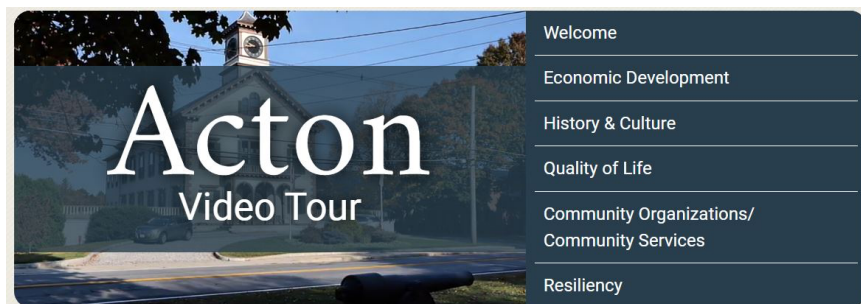 Acton
Video Tour
Welcome
Economic Development
History & Culture
Quality of Life
Community Organizations/
Community Services
Resiliency